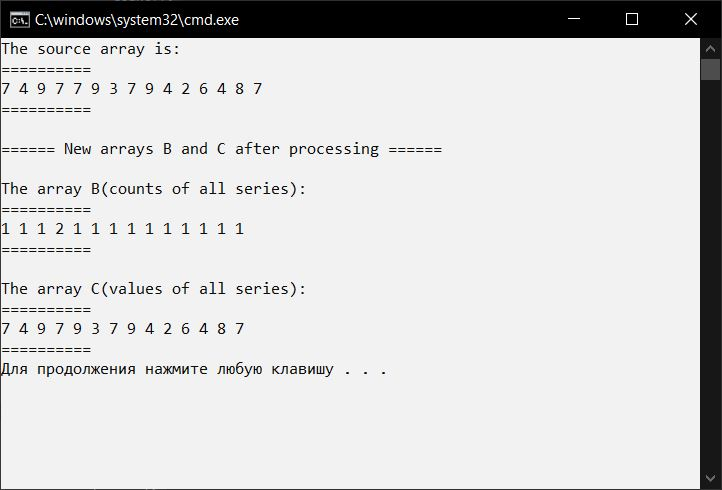 C:\windows\system32\cmd.exe
The source array is:
==========
7 4 9 7 7 9 3 7 9 4 2 6 4 8 7
==========
====== New arrays B and C after processing ======
The array B(counts of all series):
==========
1 1 1 2 1 1 1 1 1 1 1 1 1 1
==========
The array C(values of all series):
==========
7 4 9 7 9 3 7 9 4 2 6 4 8 7
==========
Для продолжения нажмите любую клавишу . . .